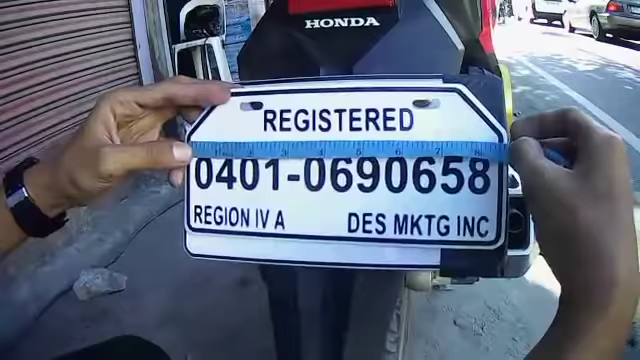 HONDA
REGISTERED
0401-0690658
REGION IV A DES MKTG INC